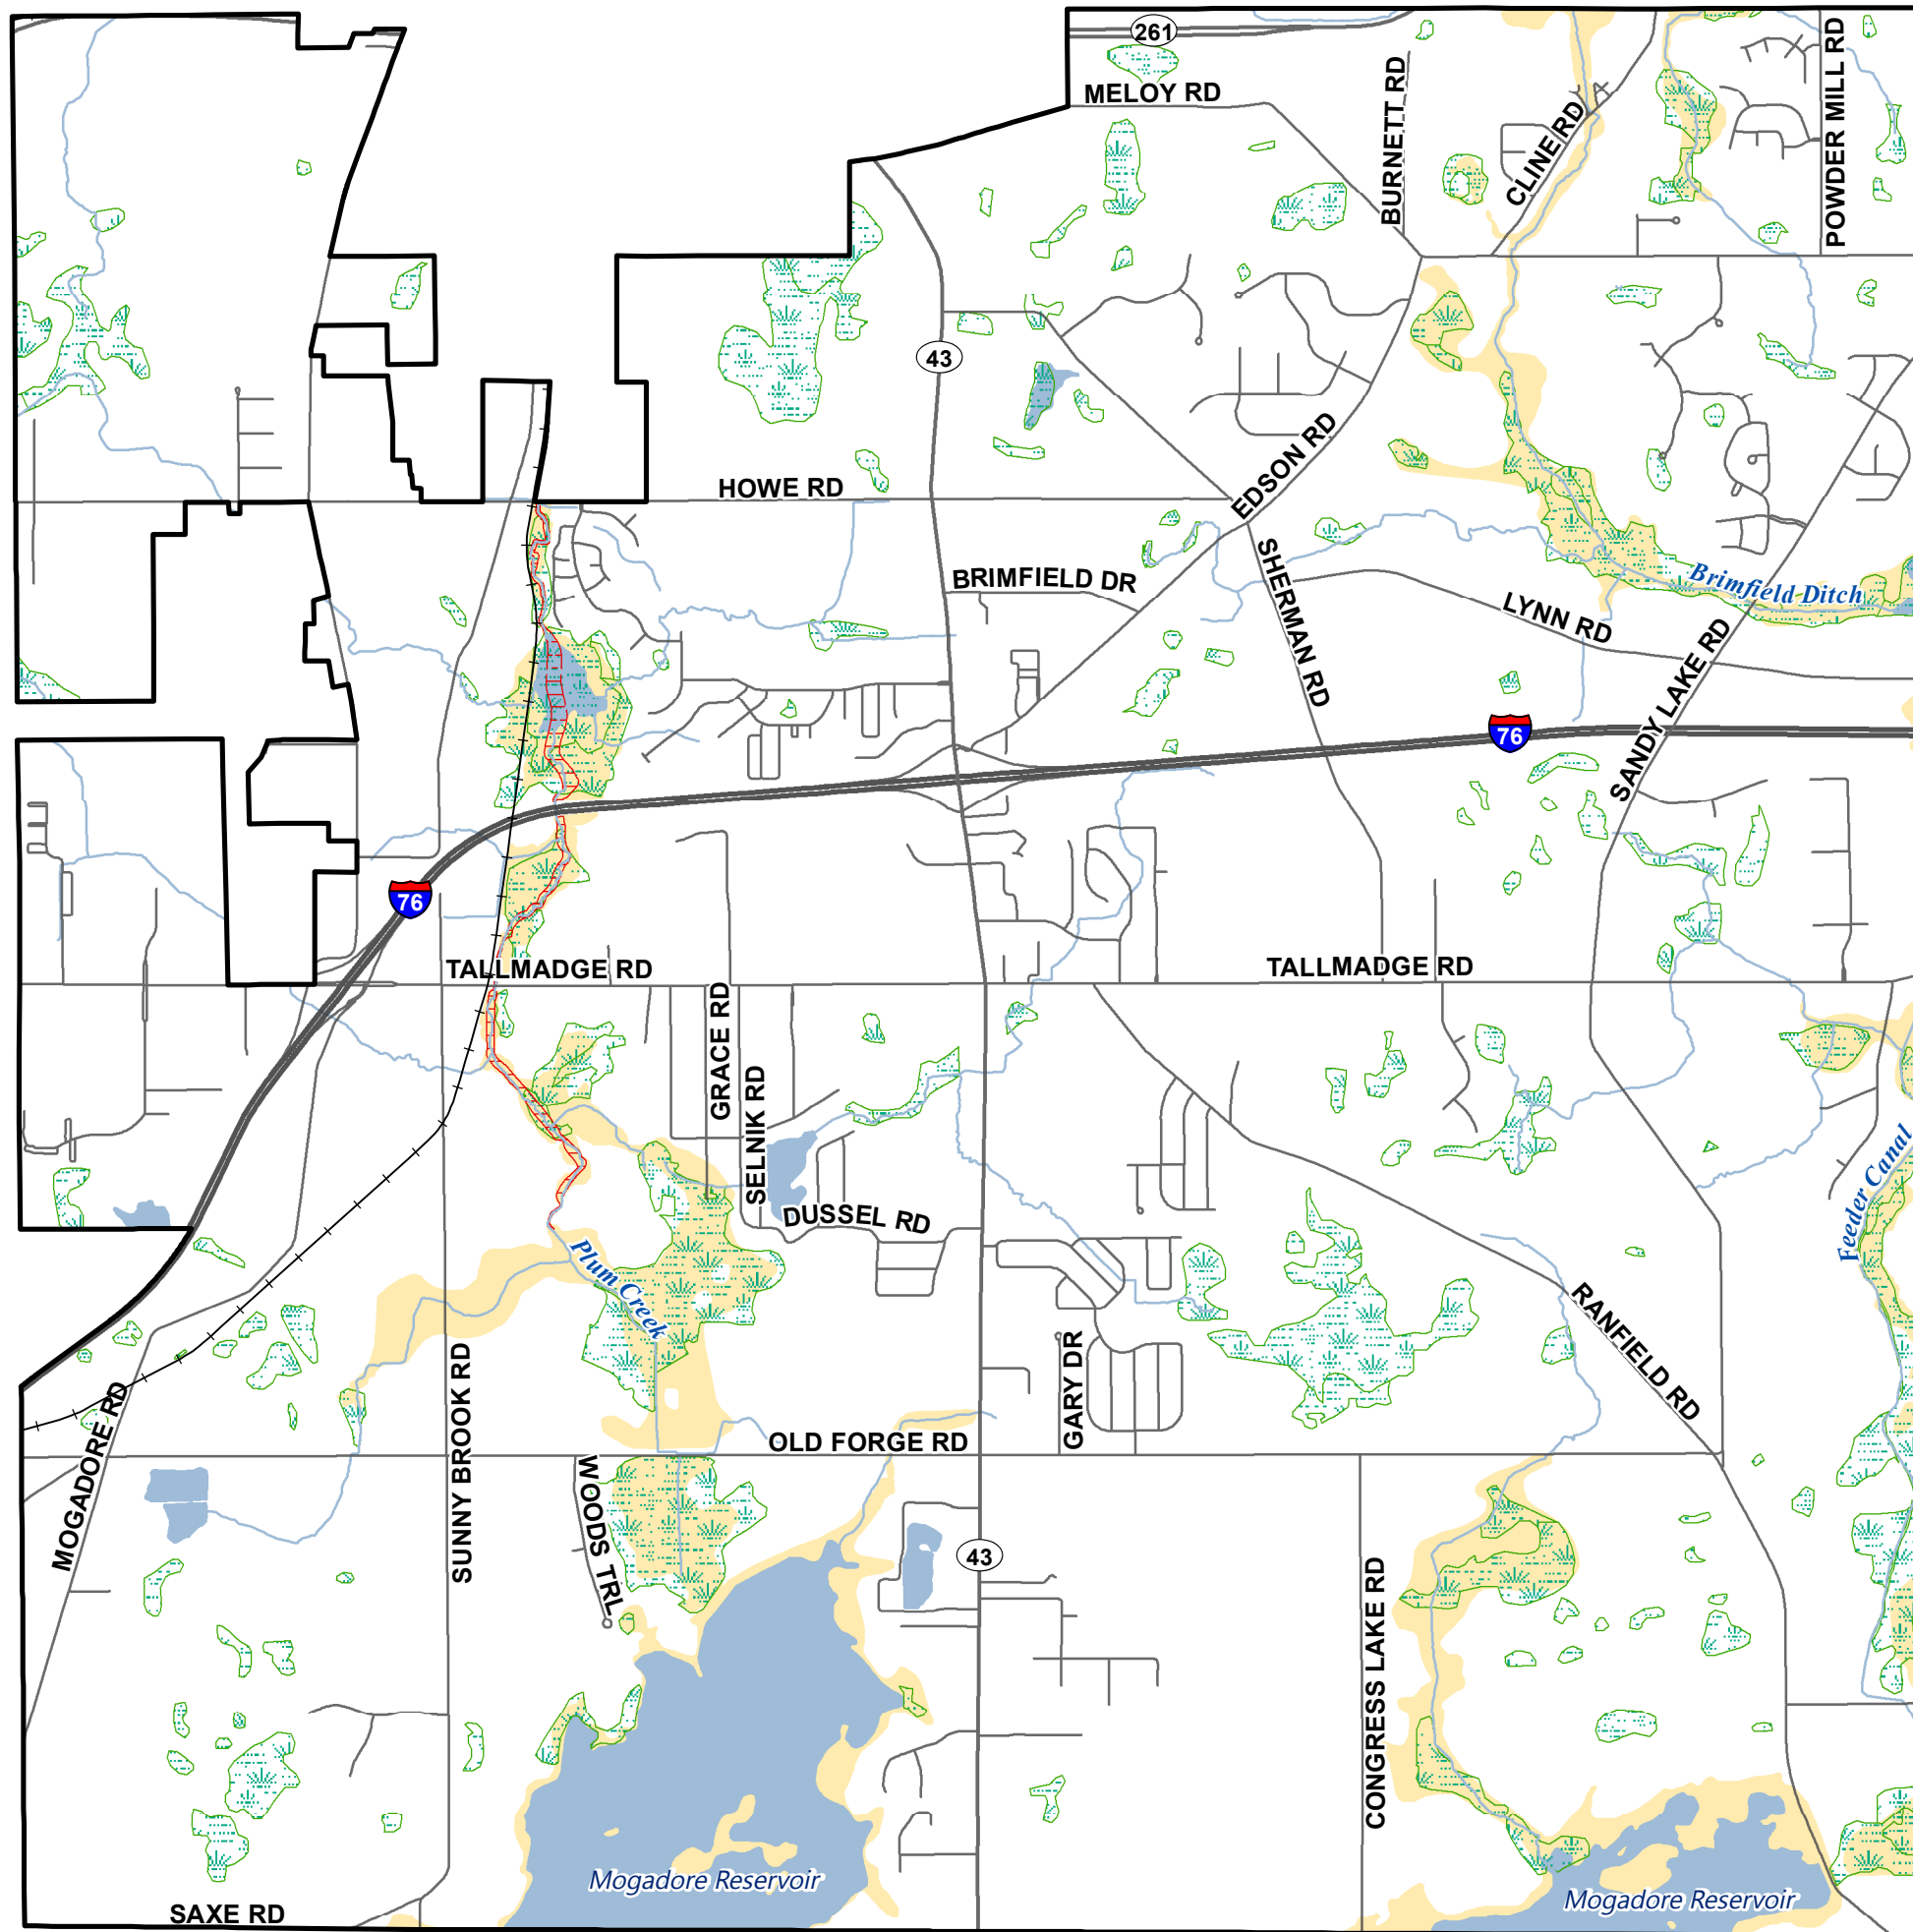 261
MELOY RD
BURNETT RD
CLINE RD
POWDER MILL RD
43
EDSON RD
HOWE RD
BRIMFIELD DR
SHERMAN RD
LYNN RD
Brimfield Ditch
SANDY LAKE RD
76
76
TALLMADGE RD
TALLMADGE RD
GRACE RD
SELNIK RD
DUSSEL RD
Plum Creek
Feeder Canal
RANFIELD RD
GARY DR
SUNNY BROOK RD
MOGADORE RD
OLD FORGE RD
WOODS TRL
43
CONGRESS LAKE RD
Mogadore Reservoir
Mogadore Reservoir
SAXE RD